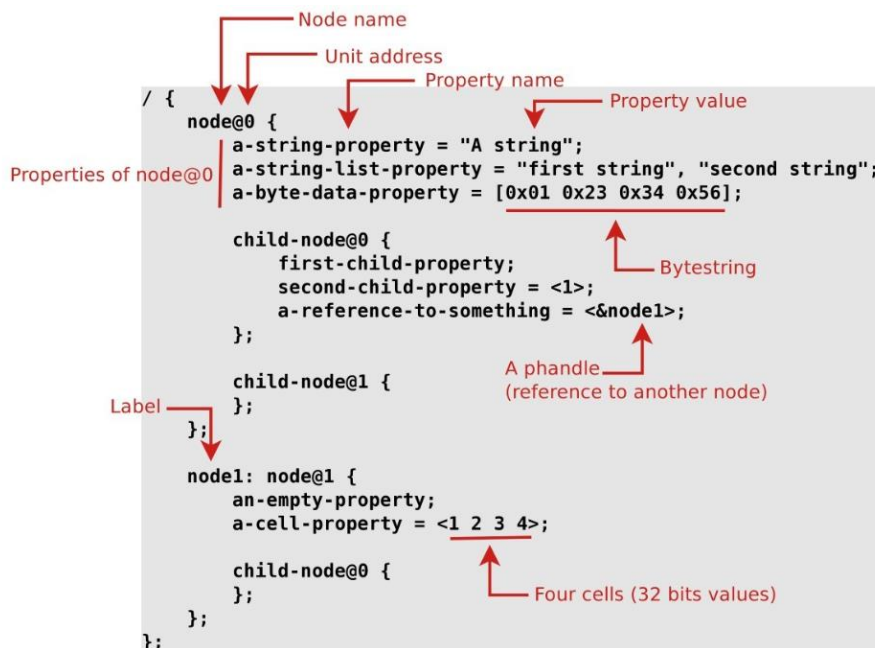 Node name
Unit address
Property name
Property value
/ {
node@0 {
a-string-property = "A string";
Properties of node@0
a-string-list-property = "first string", "second string";
a-byte-data-property = [0x01 0x23 0x34 0x56];
child-node@0 {
Bytestring
first-child-property;
second-child-property = <1>;
a-reference-to-something = <&node1>;
};
A phandle
(reference to another node)
child-node@1 {
};
Label
};
node1: node@1 {
an-empty-property;
a-cell-property = <1 2 3 4>;
child-node@0 {
};
Four cells (32 bits values)
};
};